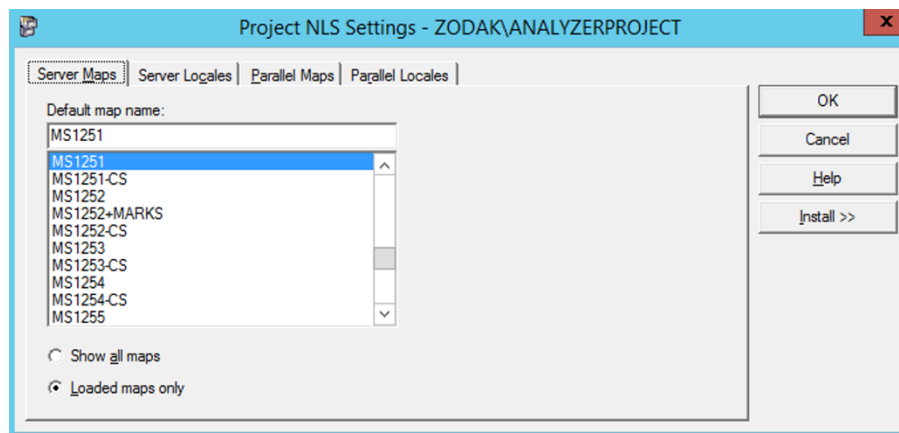 Project NLS Settings - ZODAK\ANALYZERPROJECT
x
Server Maps Server Locales Parallel Maps Parallel Locales
Default map name:
MS1251
MS1251
MS1251-CS
MS1252
MS1252+MARKS
MS1252-CS
MS1253
MS1253-CS
MS1254
MS1254-CS
MS1255
Show all maps
Loaded maps only
OK
Cancel
Help
Install >>